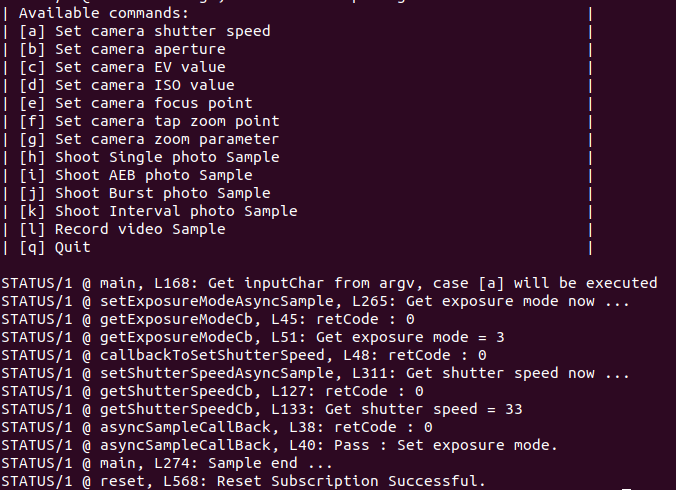 | Available commands: |
| [a] Set camera shutter speed |
| [b] Set camera aperture |
| [c] Set camera EV value |
| [d] Set camera ISO value |
| [e] Set camera focus point |
| [f] Set camera tap zoom point |
| [g] Set camera zoom parameter |
| [h] Shoot Single photo Sample |
| [i] Shoot AEB photo Sample |
| [j] Shoot Burst photo Sample |
| [k] Shoot Interval photo Sample |
| [l] Record video Sample |
| [q] Quit |
STATUS/1 @ main, L168: Get inputChar from argv, case [a] will be executed
STATUS/1 @ setExposureModeAsyncSample, L265: Get exposure mode now ...
STATUS/1 @ getExposureModeCb, L45: retCode : 0
STATUS/1 @ getExposureModeCb, L51: Get exposure mode = 3
STATUS/1 @ callbackToSetShutterSpeed, L48: retCode : 0
STATUS/1 @ setShutterSpeedAsyncSample, L311: Get shutter speed now ...
STATUS/1 @ getShutterSpeedCb, L127: retCode : 0
STATUS/1 @ getShutterSpeedCb, L133: Get shutter speed = 33
STATUS/1 @ asyncSampleCallBack, L38: retCode : 0
STATUS/1 @ asyncSampleCallBack, L40: Pass : Set exposure mode.
STATUS/1 @ main, L274: Sample end ...
STATUS/1 @ reset, L568: Reset Subscription Successful.